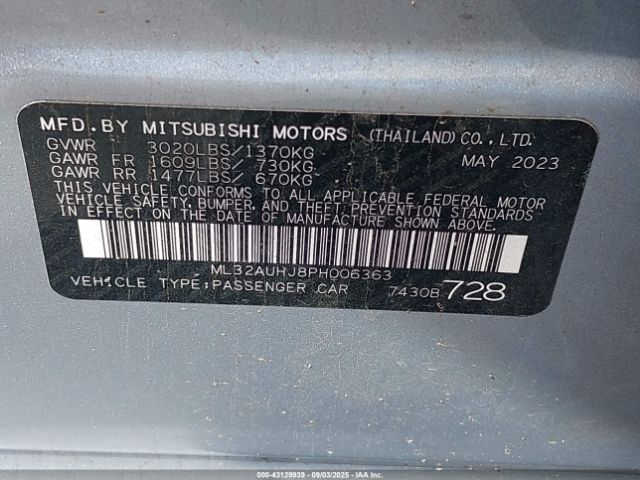 MFD.BY MITSUBISHI MOTORS (THAILAND) CO., LTD.
GVWR 3020LBS/1370KG MAY 2023
GAWR FR 1609LBS/ 730KG
GAWR RR 1477LBS/ 670KG
THIS VEHICLE CONFORMS TO ALL APPLICABLE FEDERAL MOTOR
VEHICLE SAFETY, BUMPER, AND THEFT PREVENTION STANDARDS
IN EFFECT ON THE DATE OF MANUFACTURE SHOWN ABOVE.
ML32AUHJ8PH006363
VEHICLE TYPE:PASSENGER CAR 7430B 728
000-43129939 - 09/03/2025 - © IAA Inc. All Rights Reserved.